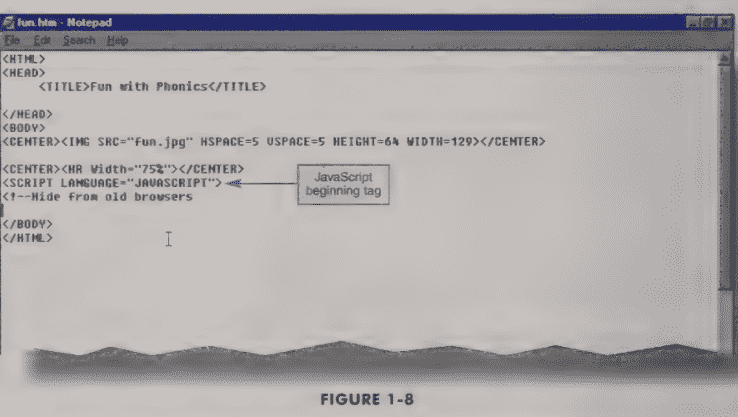 fun.htm - Notepad
File Edit Search Help
<HTML>
<HEAD>
<TITLE>Fun with Phonics</TITLE>
</HEAD>
<BODY>
<CENTER><IMG SRC="fun.jpg" HSPACE=5 VSPACE=5 HEIGHT=64 WIDTH=129></CENTER>
<CENTER><HR Width="75%"></CENTER>
<SCRIPT LANGUAGE="JAVASCRIPT">
JavaScript
beginning tag
<!--Hide from old browsers
</BODY>
</HTML>
FIGURE 1-8